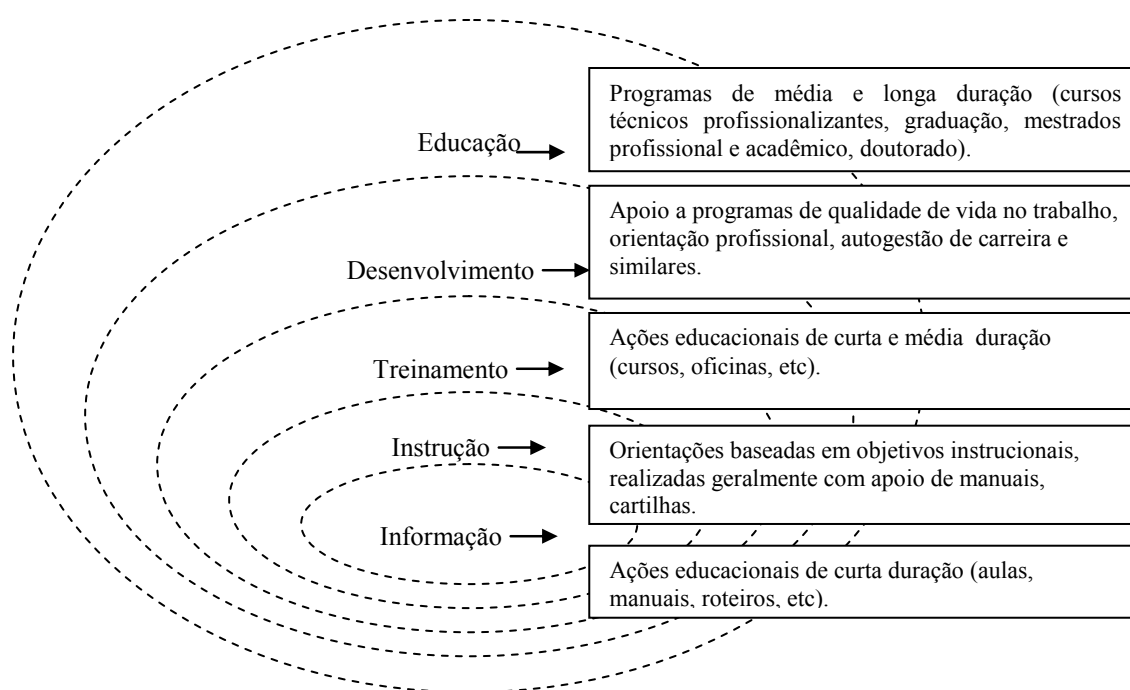 Educação
Programas de média e longa duração (cursos
técnicos profissionalizantes, graduação, mestrados
profissional e acadêmico, doutorado).
Desenvolvimento
Apoio a programas de qualidade de vida no trabalho,
orientação profissional, autogestão de carreira e
similares.
Treinamento
Ações educacionais de curta e média duração
(cursos, oficinas, etc).
Instrução
Orientações baseadas em objetivos instrucionais,
realizadas geralmente com apoio de manuais,
cartilhas.
Informação
Ações educacionais de curta duração (aulas,
manuais, roteiros, etc).